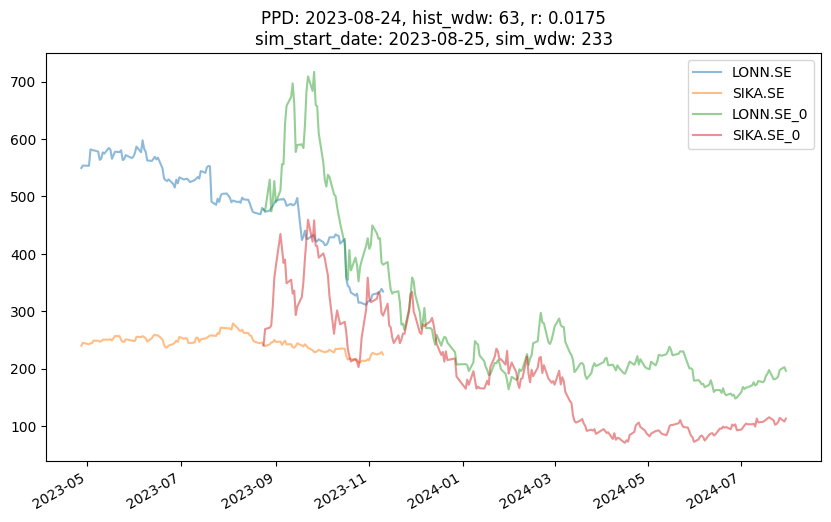 PPD: 2023-08-24, hist_wdw: 63, r: 0.0175
sim_start_date: 2023-08-25, sim_wdw: 233
LONN.SE
SIKA.SE
LONN.SE_0
SIKA.SE_0
700
600
500
400
300
200
100
2023-05
2023-07
2023-09
2023-11
2024-01
2024-03
2024-05
2024-07